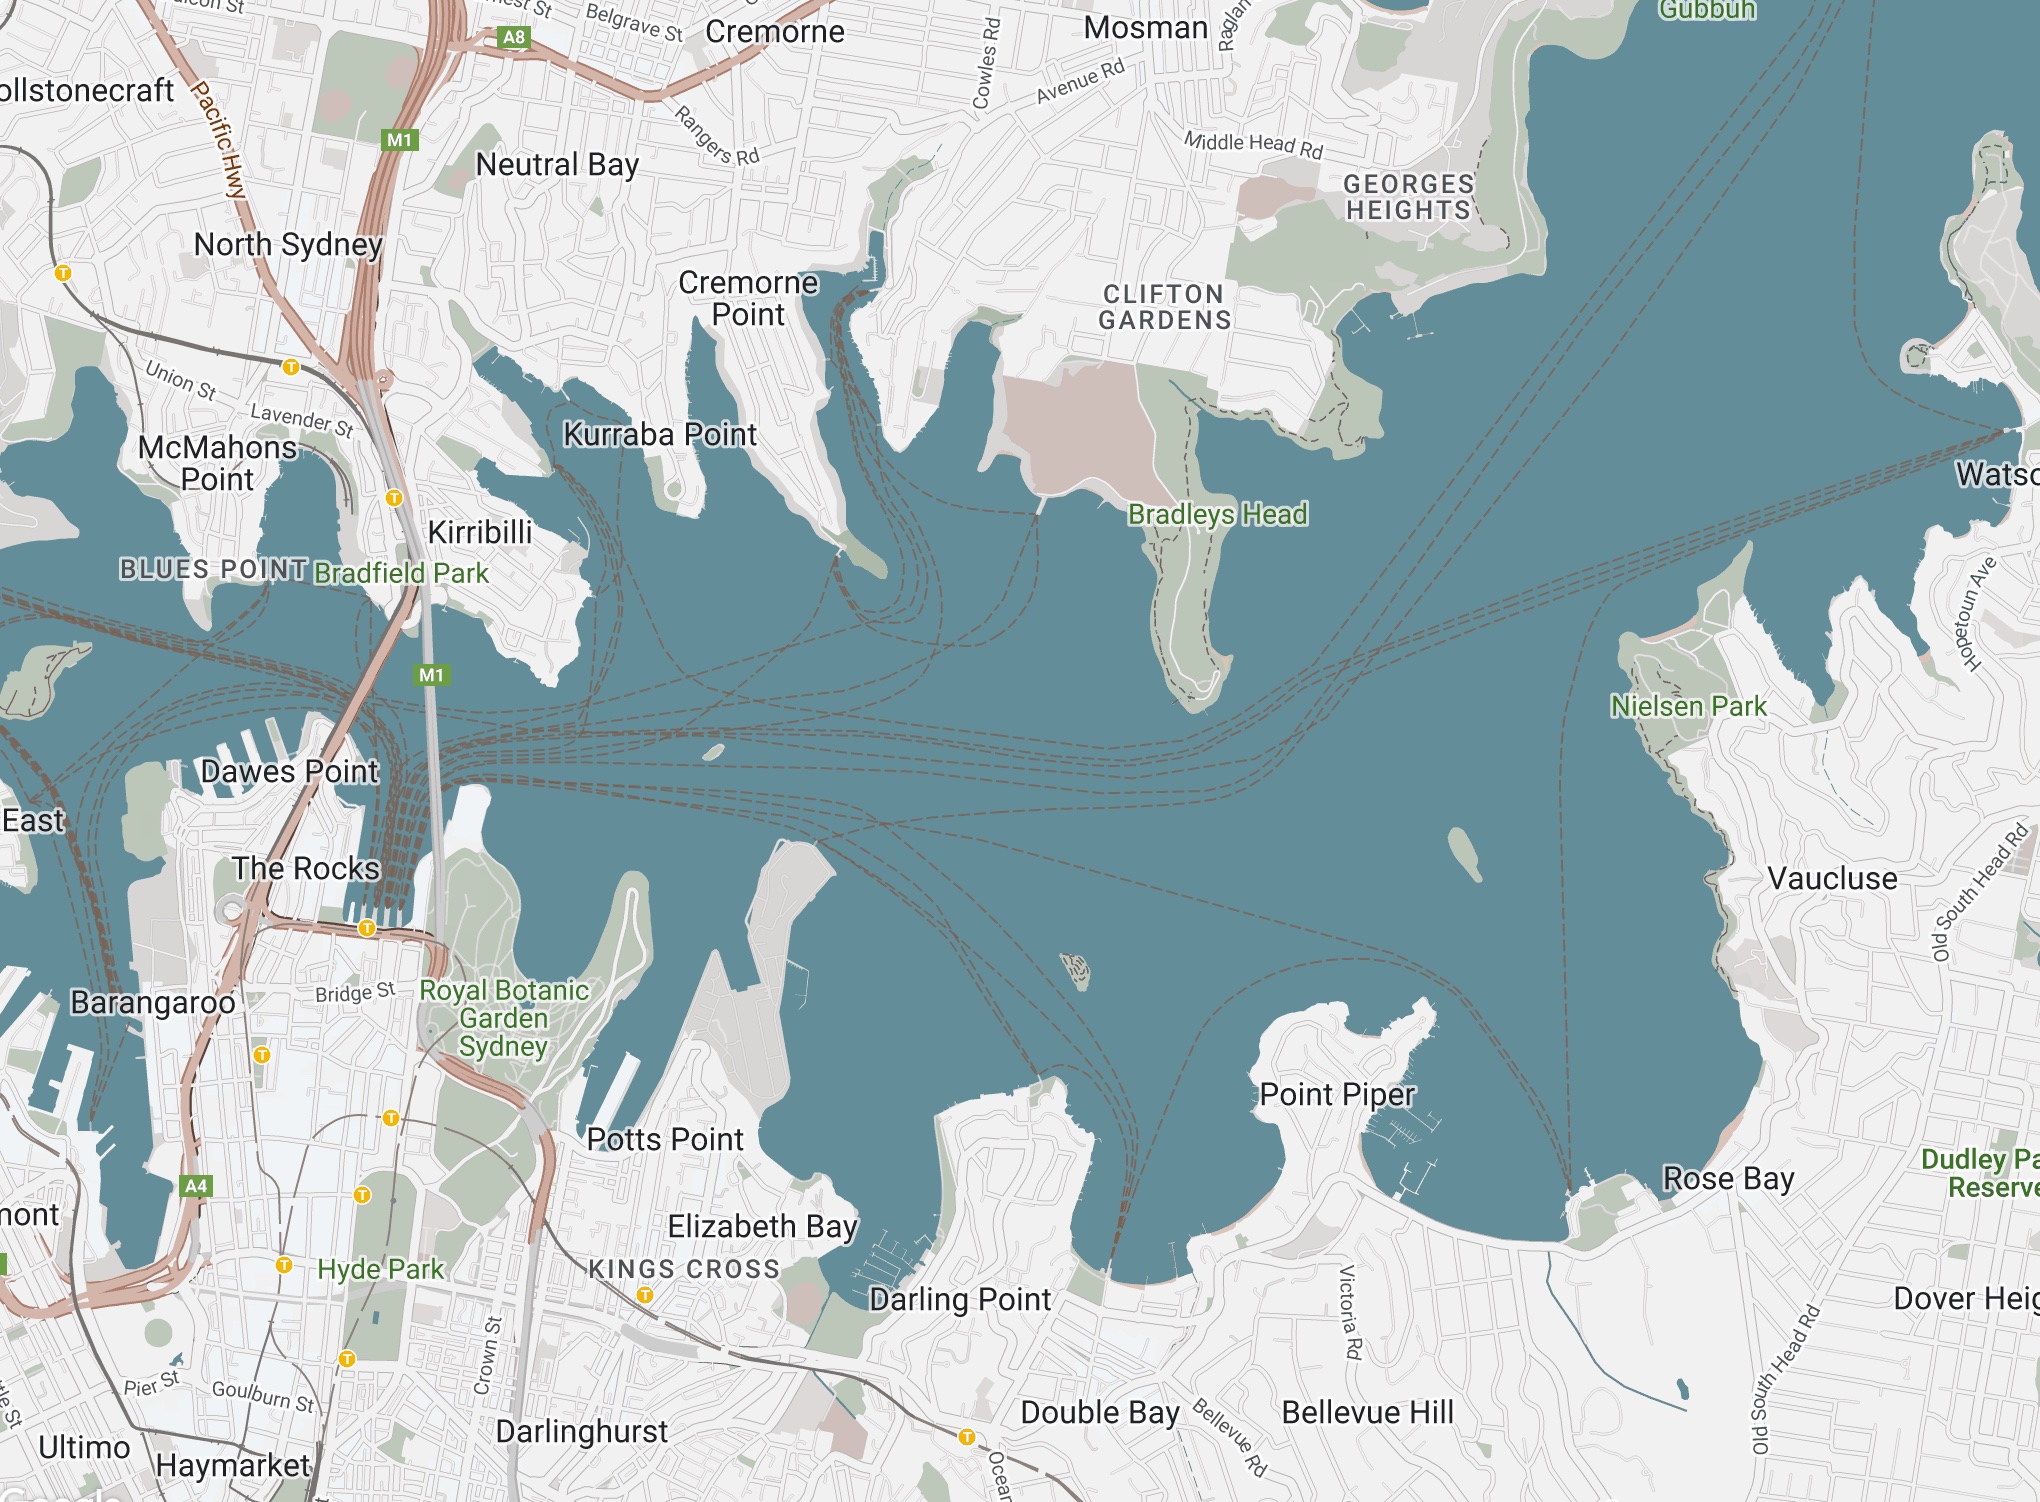 Gubbuh
Belgrave St
Cremorne
Mosman
A8
Cowles Rd
Avenue Rd
Pacific Hwy
M1
Rangers Rd
Middle Head Rd
Neutral Bay
GEORGES
HEIGHTS
North Sydney
T
Cremorne
Point
CLIFTON
GARDENS
T
Union St
Lavender St
McMahons
Point
Kurraba Point
T
Kirribilli
Bradleys Head
BLUES POINT
Bradfield Park
Hopetoun Ave
M1
Nielsen Park
Dawes Point
East
The Rocks
Vaucluse
Old South Head Rd
T
Barangaroo
Bridge St
Royal Botanic
Garden
Sydney
T
Point Piper
T
Potts Point
A4
T
Rose Bay
Dudley Pa
Reserve
Elizabeth Bay
T
Hyde Park
KINGS CROSS
T
Darling Point
Victoria Rd
Dover Heig
Crown St
T
Pier St
Goulburn St
Old South Head Rd
Darlinghurst
Double Bay
Bellevue Rd
Bellevue Hill
T
Ultimo
Haymarket
Ocean